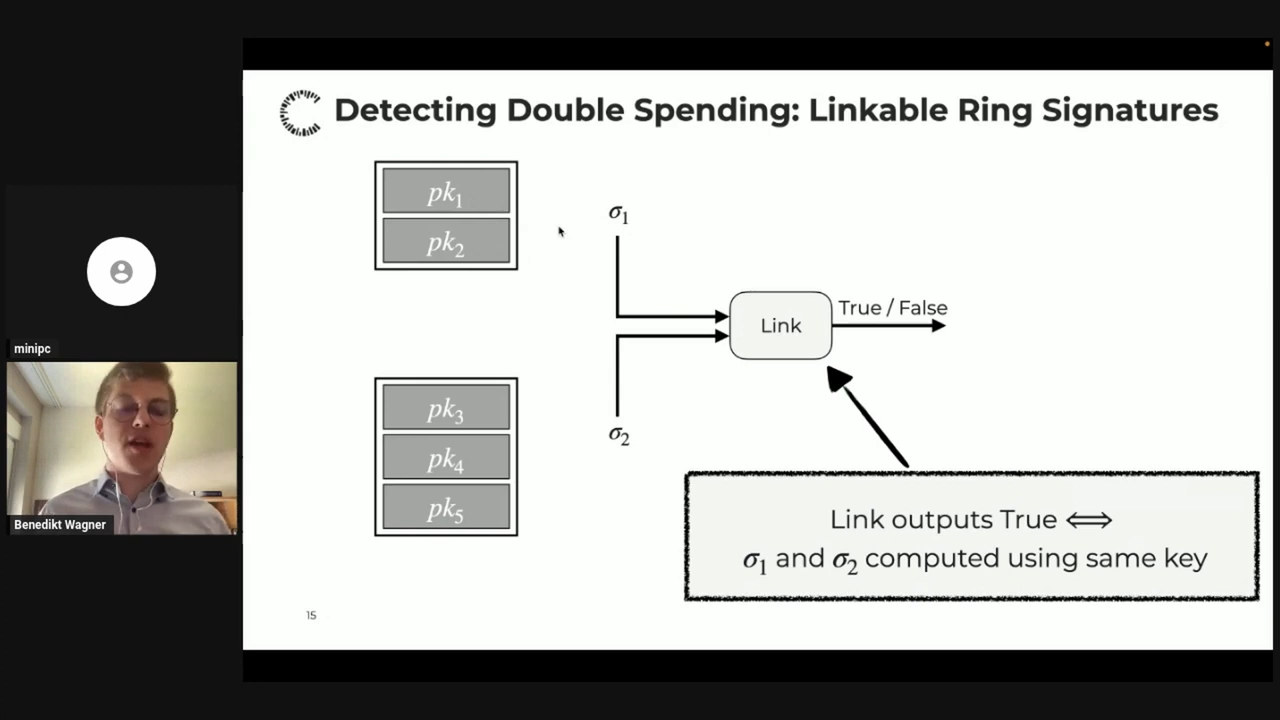 Detecting Double Spending: Linkable Ring Signatures
pk₁
pk₂
σ₁
Link
True / False
σ₂
pk₃
pk₄
pk₅
Link outputs True ⟺
σ₁ and σ₂ computed using same key
15
minipc
Benedikt Wagner